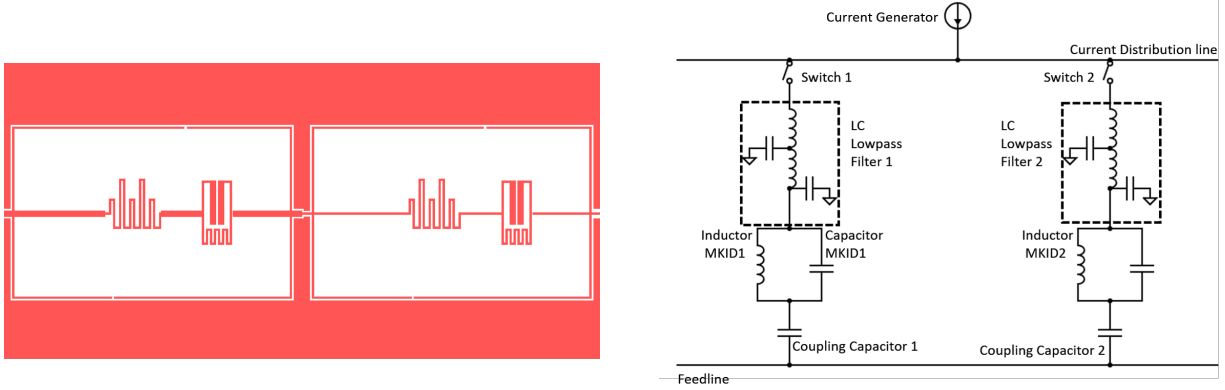 Current Generator
Current Distribution line
Switch 1
Switch 2
LC
Lowpass
Filter 1
LC
Lowpass
Filter 2
Inductor
MKID1
Capacitor
MKID1
Inductor
MKID2
Coupling Capacitor 1
Coupling Capacitor 2
Feedline